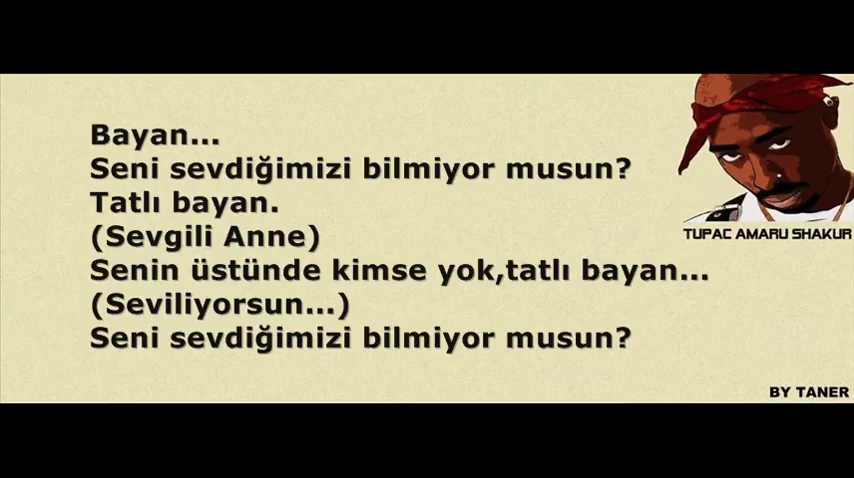 Bayan...
Seni sevdiğimizi bilmiyor musun?
Tatlı bayan.
(Sevgili Anne)
Senin üstünde kimse yok,tatlı bayan...
(Seviliyorsun...)
Seni sevdiğimizi bilmiyor musun?
TUPAC AMARU SHAKUR
BY TANER